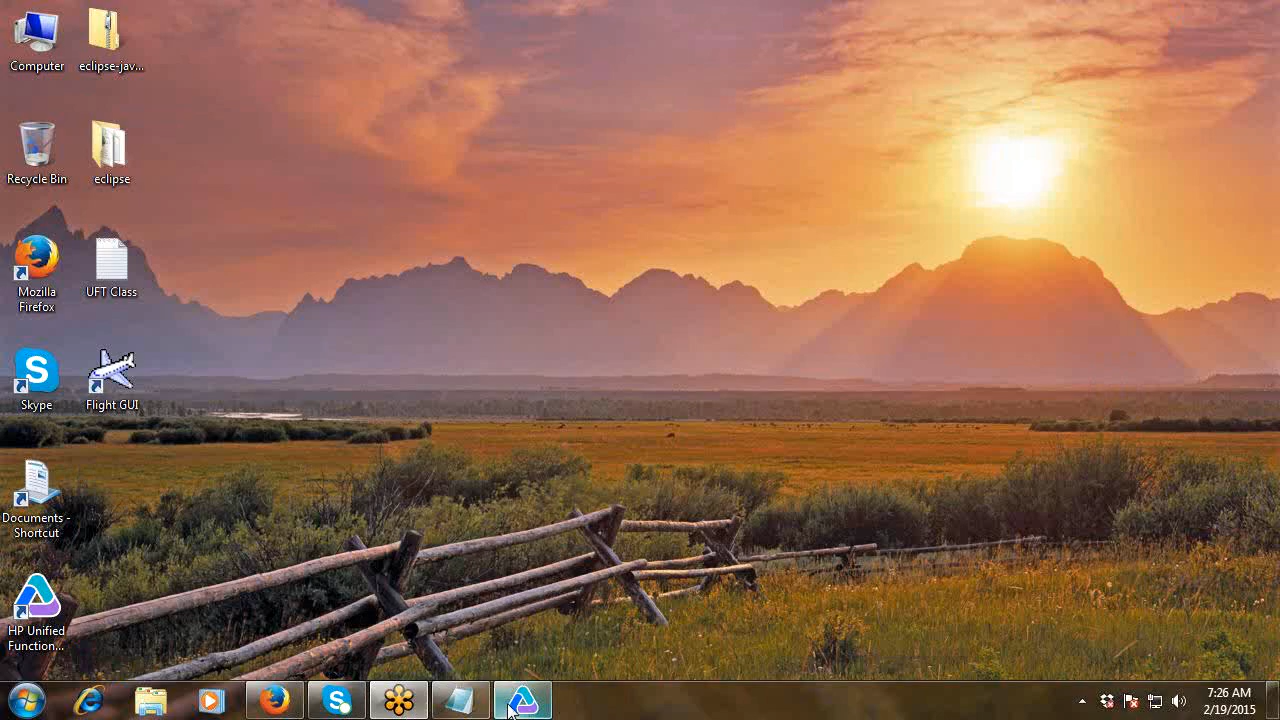 Computer
eclipse-jav...
Recycle Bin
eclipse
Mozilla
Firefox
UFT Class
Skype
Flight GUI
Documents -
Shortcut
HP Unified
Function...
7:26 AM
2/19/2015